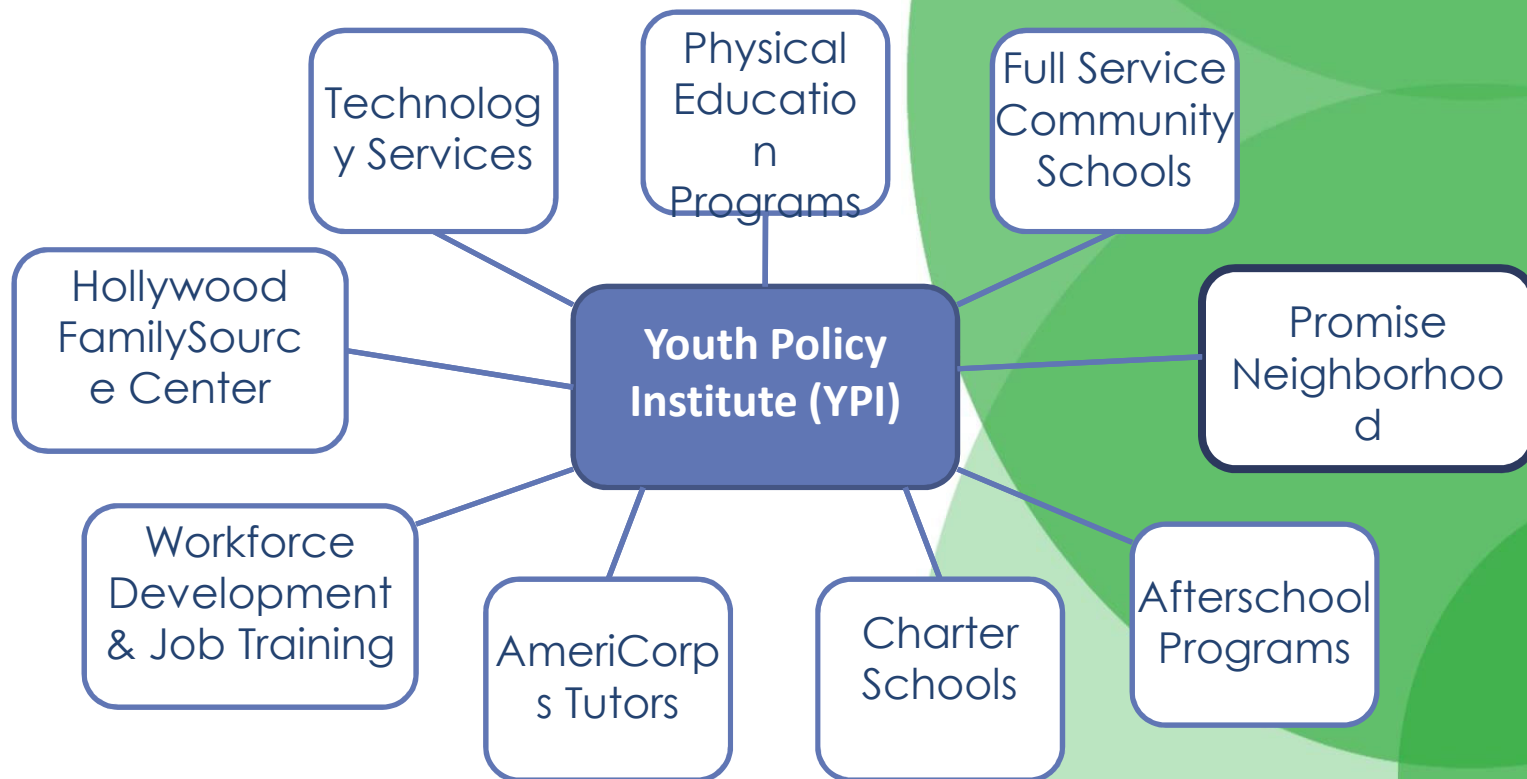 Technolog
y Services
Physical
Educatio
n
Programs
Full Service
Community
Schools
Hollywood
FamilySourc
e Center
Youth Policy
Institute (YPI)
Promise
Neighborhoo
d
Workforce
Development
& Job Training
AmeriCorp
s Tutors
Charter
Schools
Afterschool
Programs